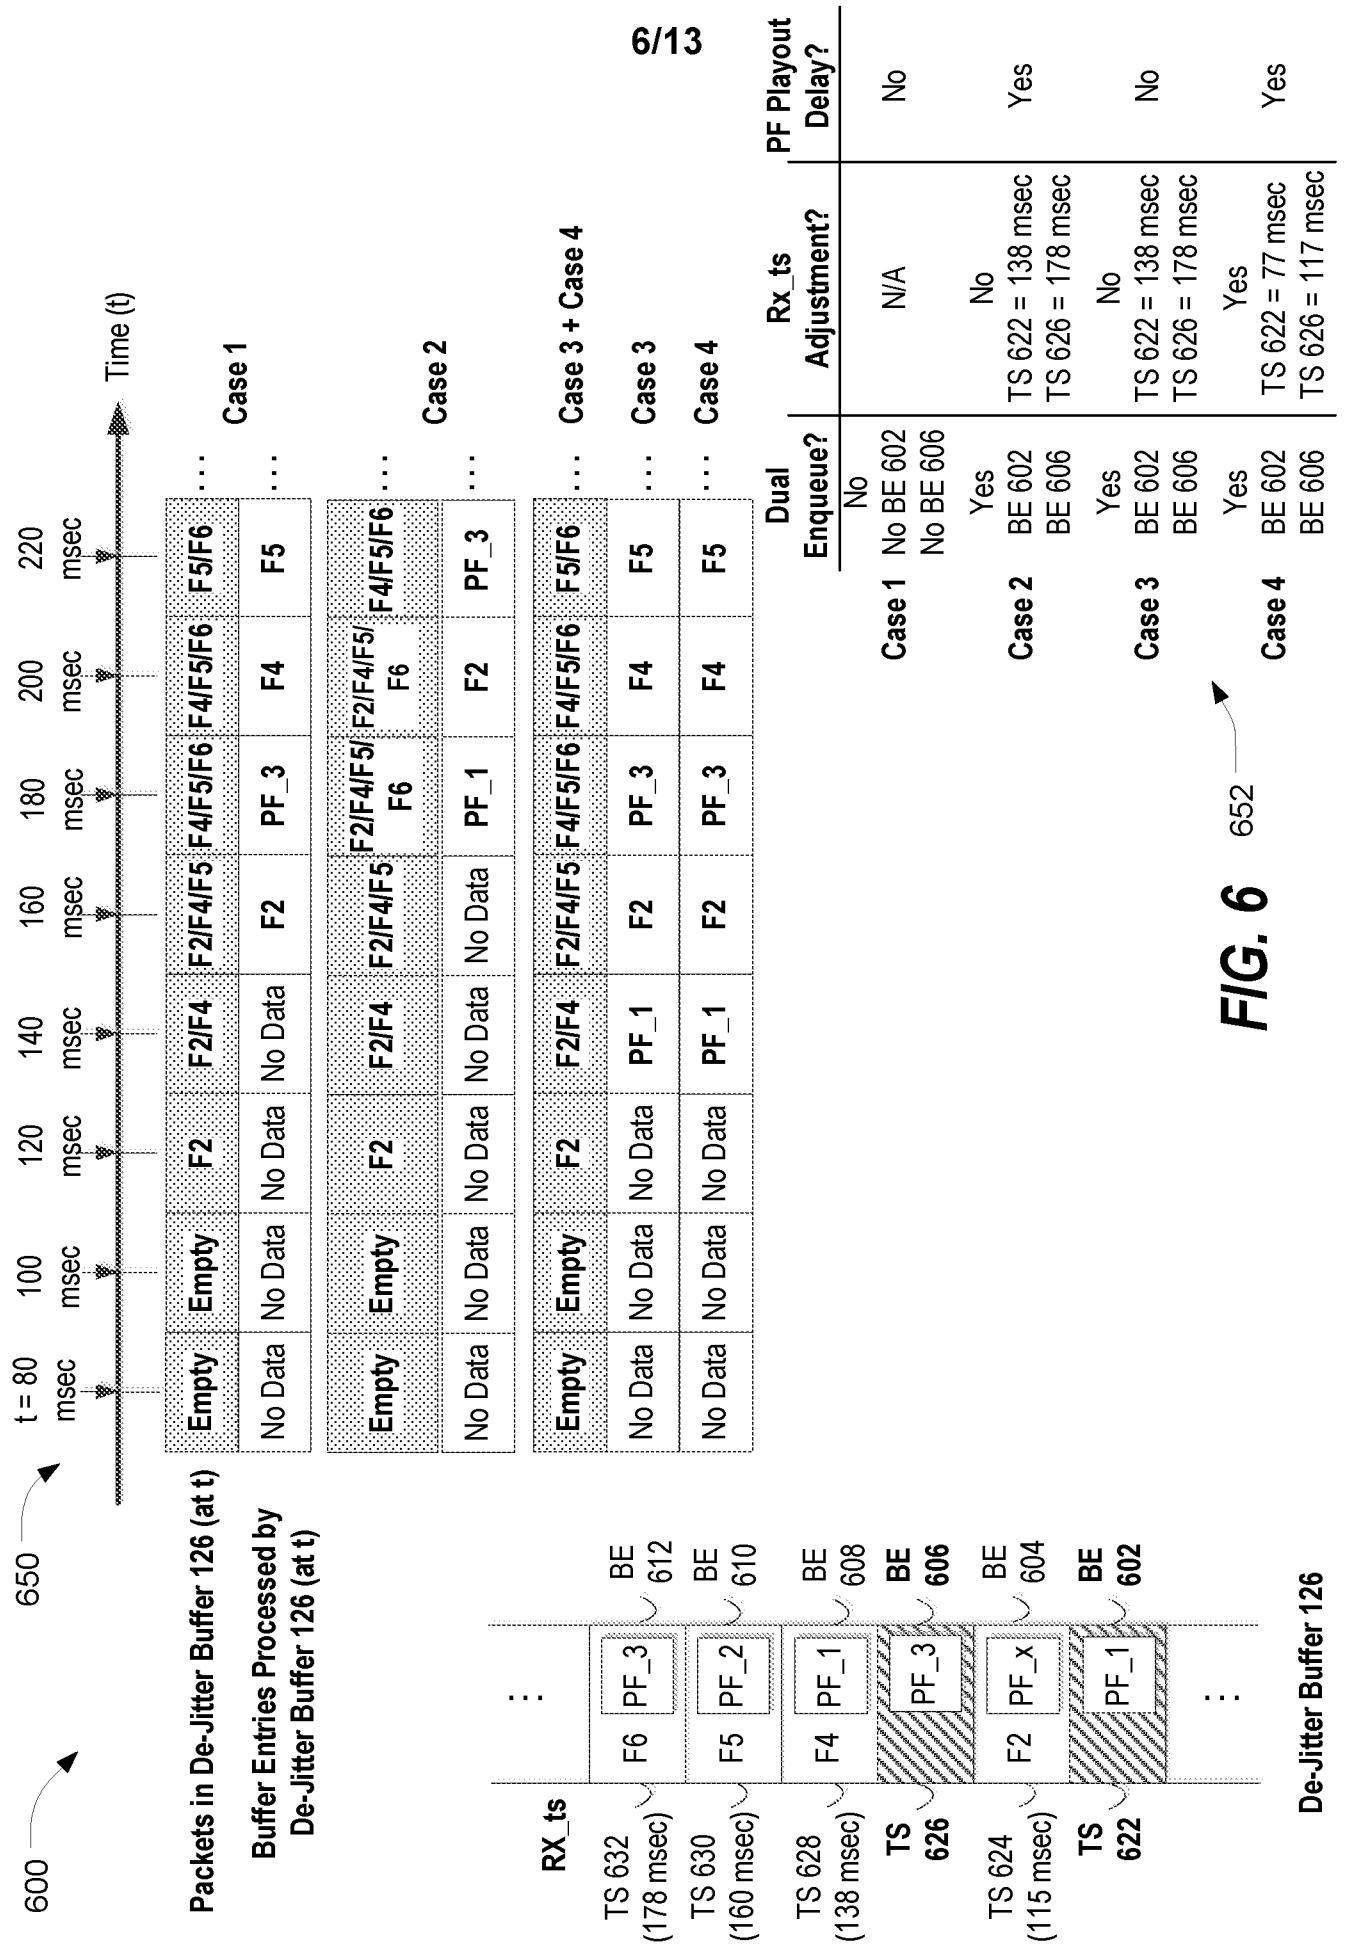 6/13
600
650
t = 80 msec
100 msec
120 msec
140 msec
160 msec
180 msec
200 msec
220 msec
Time (t)
Packets in De-Jitter Buffer 126 (at t)
Empty
Empty
F2
F2/F4
F2/F4/F5
F4/F5/F6
F4/F5/F6
F5/F6
...
Case 1
Buffer Entries Processed by
De-Jitter Buffer 126 (at t)
No Data
No Data
No Data
No Data
F2
PF_3
F4
F5
...
Empty
Empty
F2
F2/F4
F2/F4/F5
F2/F4/F5/
F6
F2/F4/F5/
F6
F4/F5/F6
...
Case 2
No Data
No Data
No Data
No Data
No Data
PF_1
F2
PF_3
...
Empty
Empty
F2
F2/F4
F2/F4/F5
F4/F5/F6
F4/F5/F6
F5/F6
...
Case 3 + Case 4
No Data
No Data
No Data
PF_1
F2
PF_3
F4
F5
...
Case 3
No Data
No Data
No Data
PF_1
F2
PF_3
F4
F5
...
Case 4
RX_ts
...
TS 632
(178 msec)
F6
PF_3
BE
612
TS 630
(160 msec)
F5
PF_2
BE
610
TS 628
(138 msec)
F4
PF_1
BE
608
TS
626
PF_3
BE
606
TS 624
(115 msec)
F2
PF_x
BE
604
TS
622
PF_1
BE
602
...
De-Jitter Buffer 126
Dual
Enqueue?
Rx_ts
Adjustment?
PF Playout
Delay?
Case 1
No
No BE 602
No BE 606
N/A
No
Case 2
Yes
BE 602
BE 606
No
TS 622 = 138 msec
TS 626 = 178 msec
Yes
Case 3
Yes
BE 602
BE 606
No
TS 622 = 138 msec
TS 626 = 178 msec
No
Case 4
Yes
BE 602
BE 606
Yes
TS 622 = 77 msec
TS 626 = 117 msec
Yes
652
FIG. 6